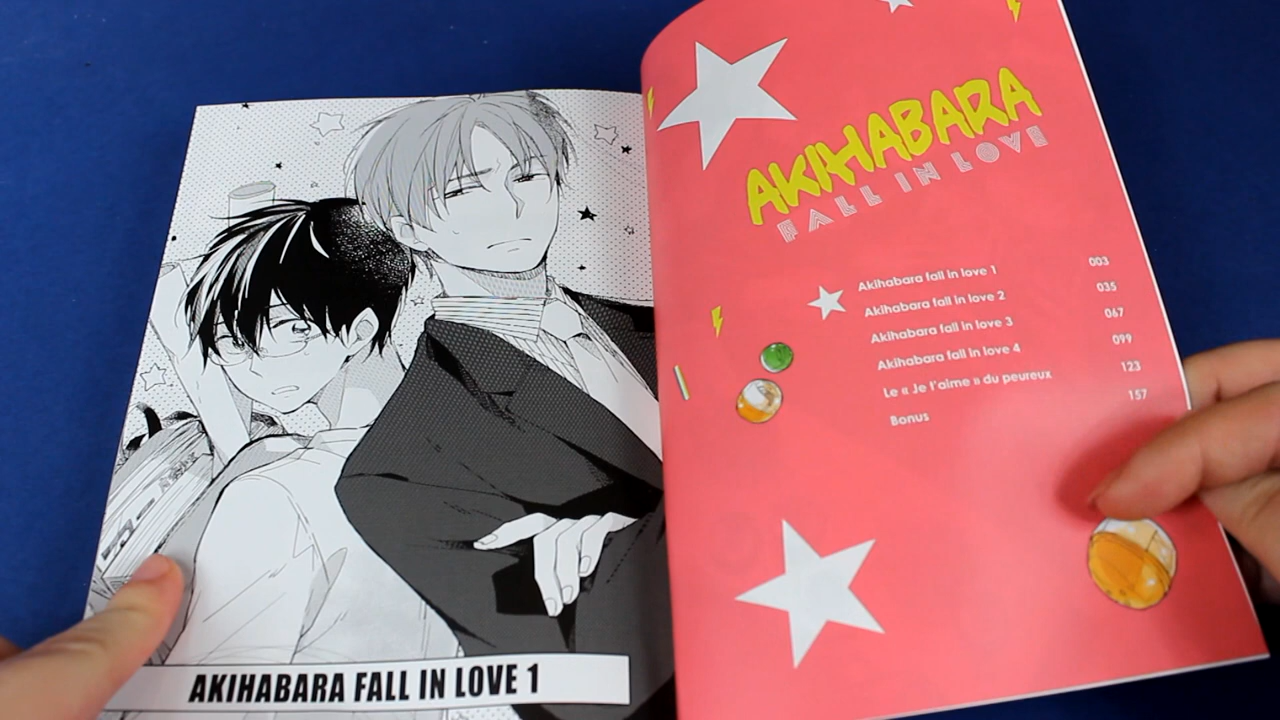 AKIHABARA FALL IN LOVE 1
AKIHABARA
FALL IN LOVE
Akihabara fall in love 1 003
Akihabara fall in love 2 035
Akihabara fall in love 3 067
Akihabara fall in love 4 099
Le « Je t'aime » du peureux 123
Bonus 157